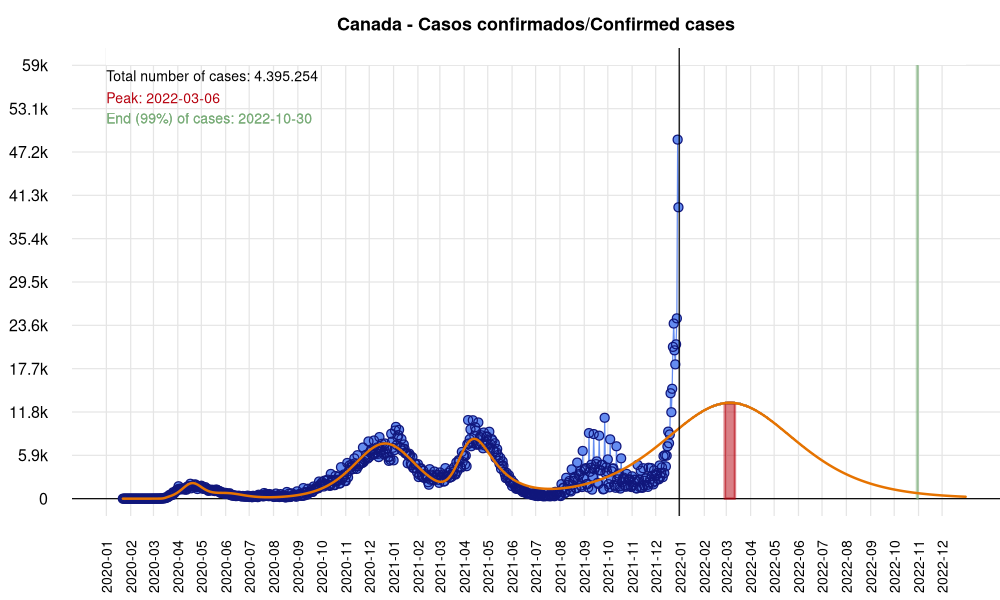 Canada - Casos confirmados/Confirmed cases
Total number of cases: 4.395.254
Peak: 2022-03-06
End (99%) of cases: 2022-10-30
59k
53.1k
47.2k
41.3k
35.4k
29.5k
23.6k
17.7k
11.8k
5.9k
0
2020-01
2020-02
2020-03
2020-04
2020-05
2020-06
2020-07
2020-08
2020-09
2020-10
2020-11
2020-12
2021-01
2021-02
2021-03
2021-04
2021-05
2021-06
2021-07
2021-08
2021-09
2021-10
2021-11
2021-12
2022-01
2022-02
2022-03
2022-04
2022-05
2022-06
2022-07
2022-08
2022-09
2022-10
2022-11
2022-12